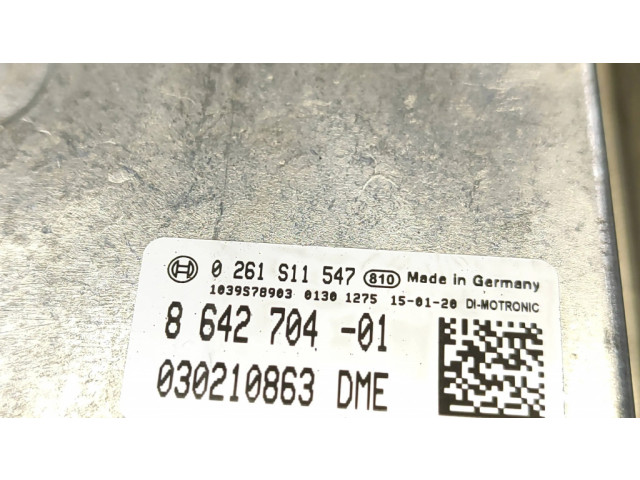 0 261 S11 547 810 Made in Germany
1039S78903 0130 1275 15-01-20 DI-MOTRONIC
8 642 704 -01
030210863 DME